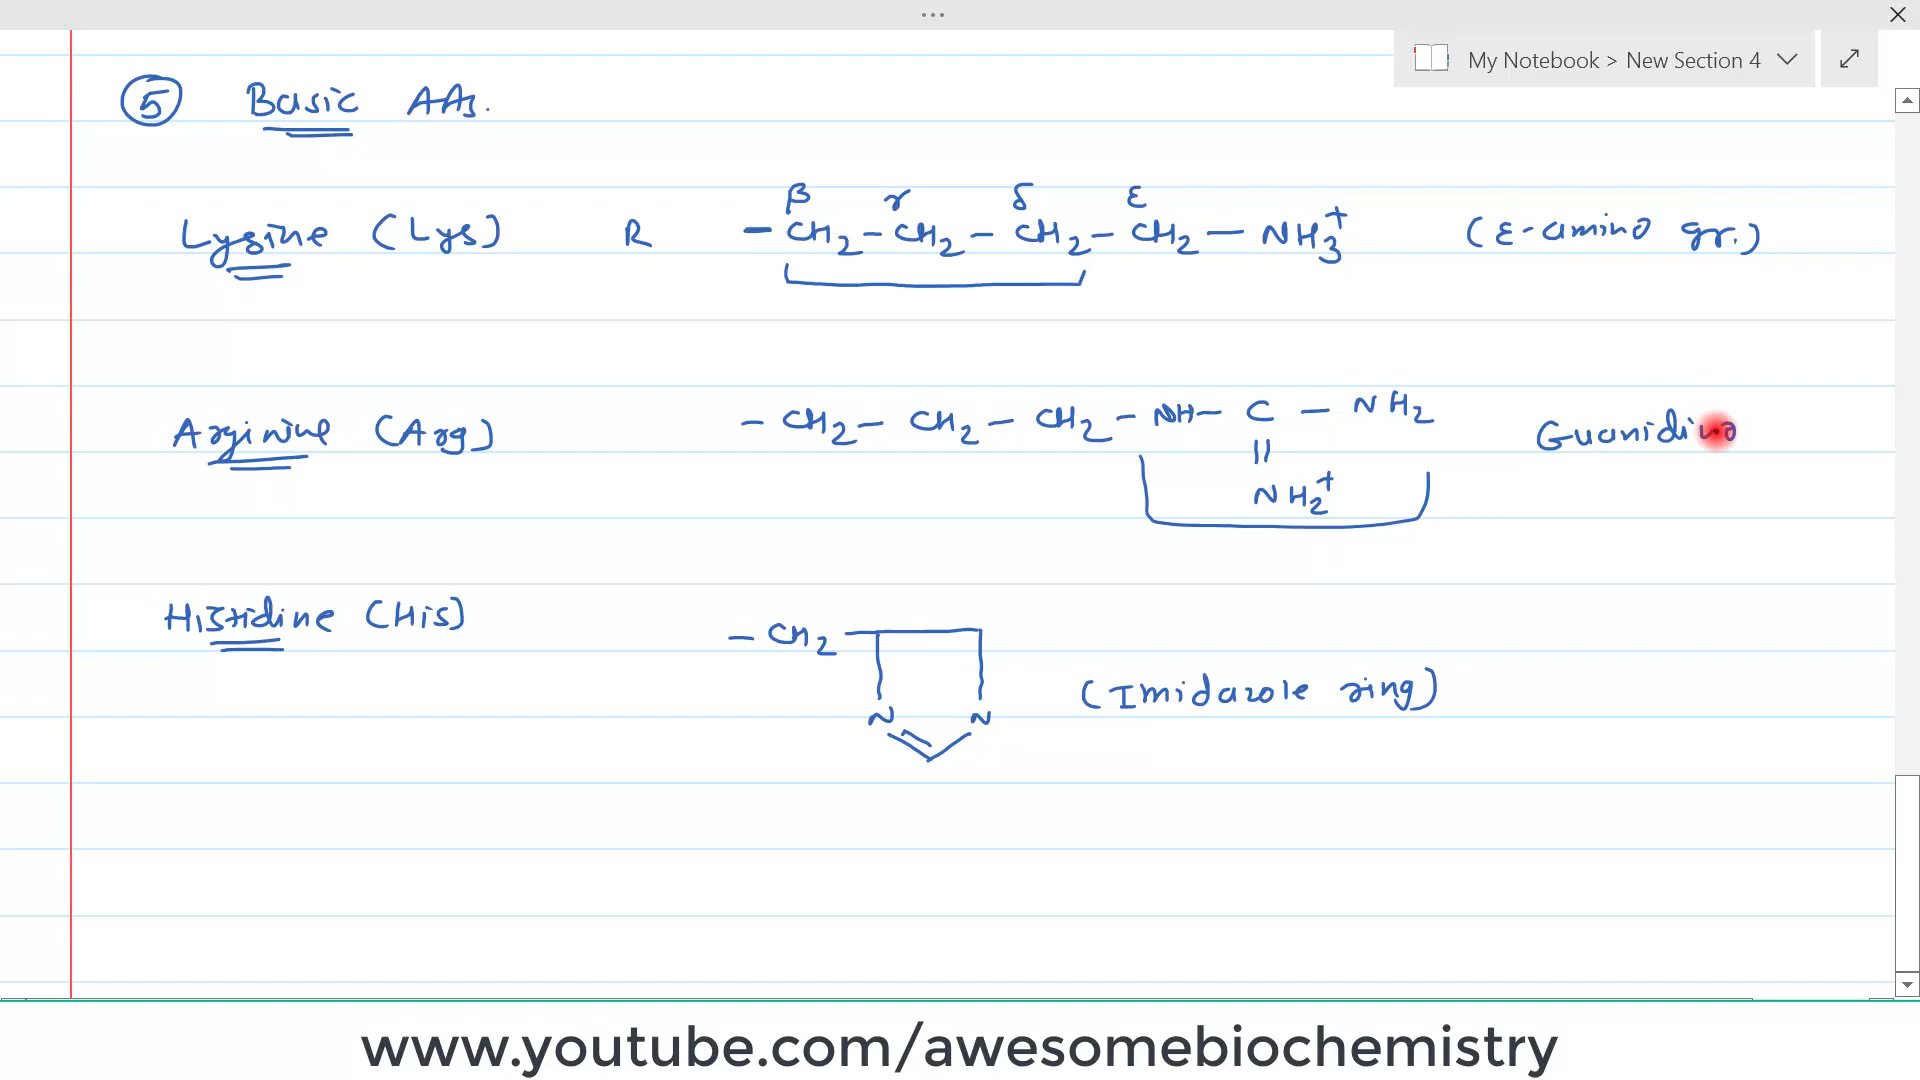 ...
My Notebook > New Section 4
5 Basic AAs.
β γ δ ε
Lysine (Lys) R - CH2 - CH2 - CH2 - CH2 - NH3+ (ε-amino gr.)
Arginine (Arg) - CH2 - CH2 - CH2 - NH - C - NH2 Guanidino
||
NH2+
Histidine (His) - CH2
(Imidazole ring)
N N
www.youtube.com/awesomebiochemistry